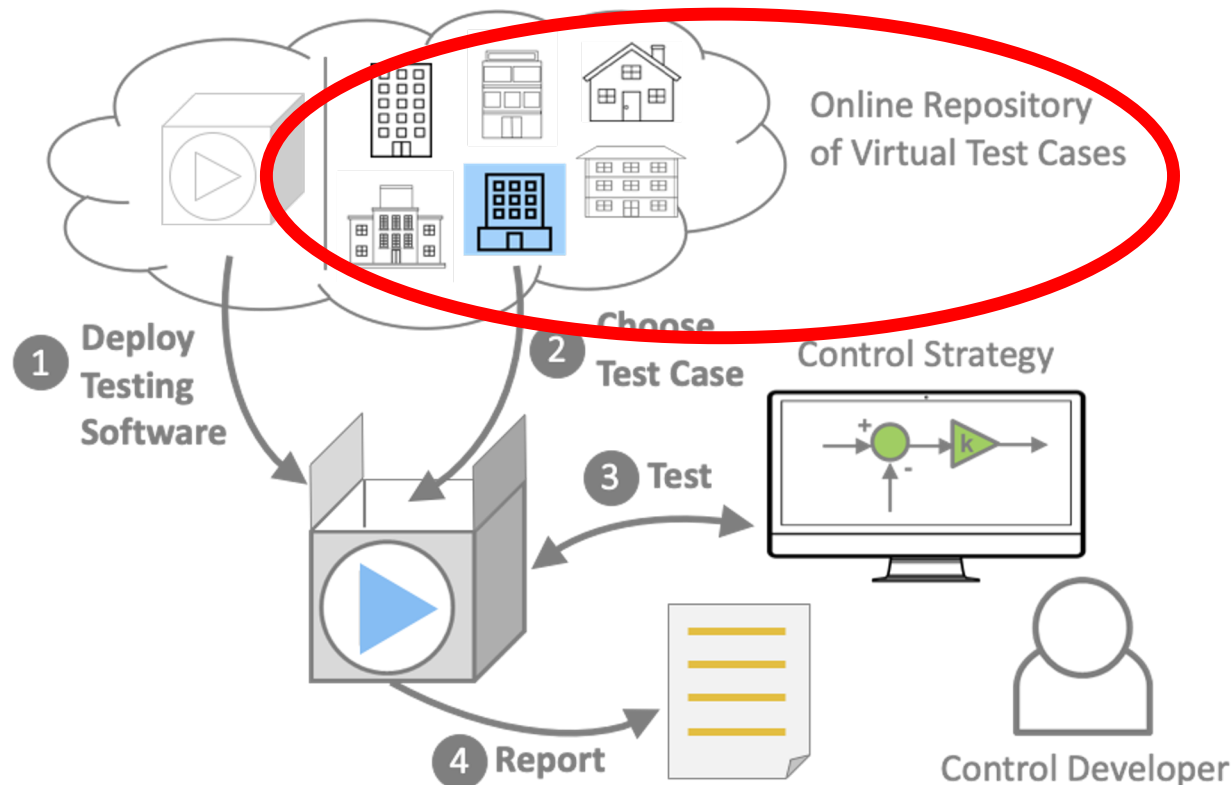 Online Repository
of Virtual Test Cases
1 Deploy
Testing
Software
2 Choose
Test Case
Control Strategy
+
-
k
3 Test
4 Report
Control Developer